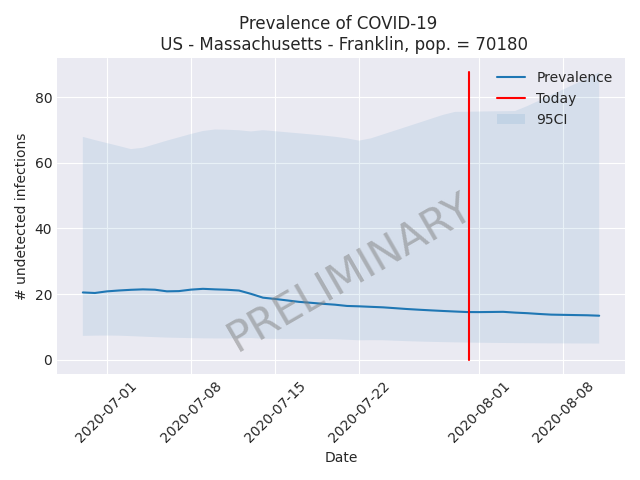 Prevalence of COVID-19
US - Massachusetts - Franklin, pop. = 70180
# undetected infections
80
60
40
20
0
Prevalence
Today
95CI
PRELIMINARY
2020-07-01
2020-07-08
2020-07-15
2020-07-22
2020-08-01
2020-08-08
Date